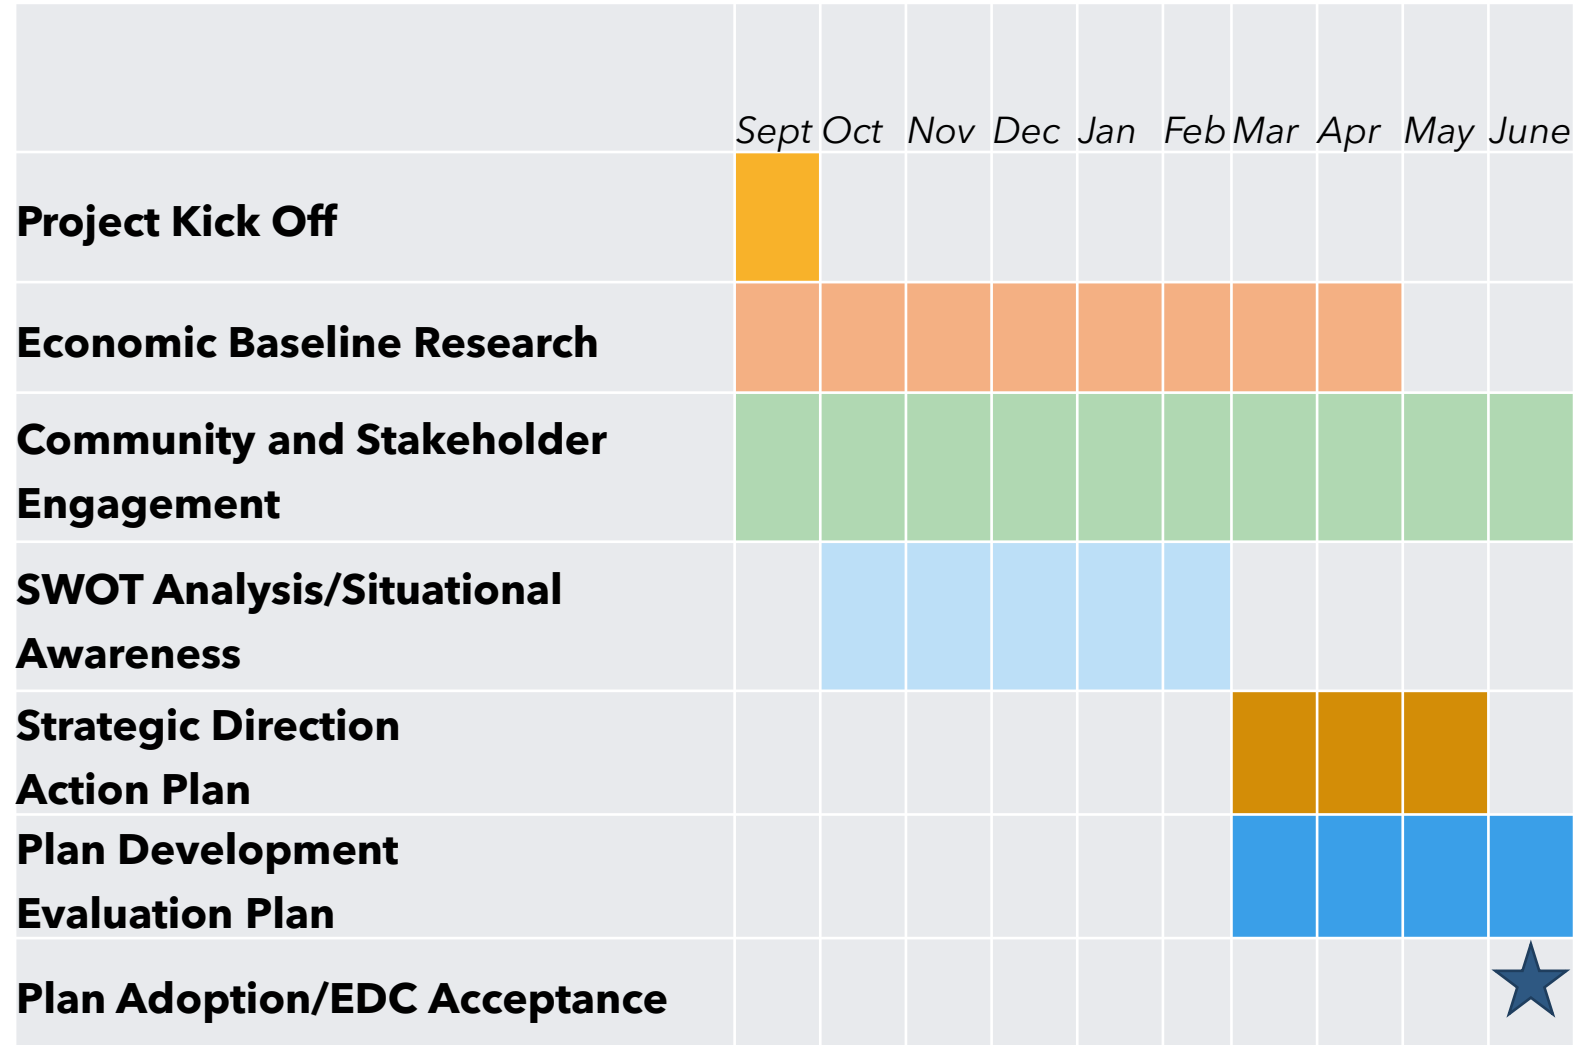 Sept Oct Nov Dec Jan Feb Mar Apr May June
Project Kick Off
Economic Baseline Research
Community and Stakeholder
Engagement
SWOT Analysis/Situational
Awareness
Strategic Direction
Action Plan
Plan Development
Evaluation Plan
Plan Adoption/EDC Acceptance